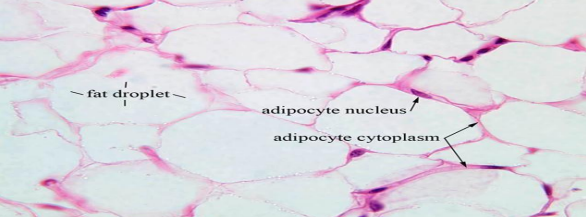 fat droplet
adipocyte nucleus
adipocyte cytoplasm